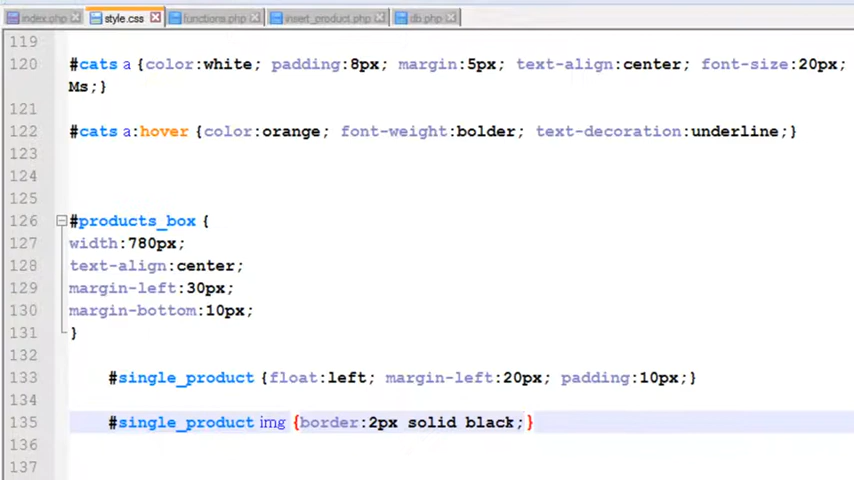 index.php style.css functions.php insert_product.php db.php
119
120 #cats a {color:white; padding:8px; margin:5px; text-align:center; font-size:20px;
Ms;}
121
122 #cats a:hover {color:orange; font-weight:bolder; text-decoration:underline;}
123
124
125
126 #products_box {
127 width:780px;
128 text-align:center;
129 margin-left:30px;
130 margin-bottom:10px;
131 }
132
133 #single_product {float:left; margin-left:20px; padding:10px;}
134
135 #single_product img {border:2px solid black;}
136
137